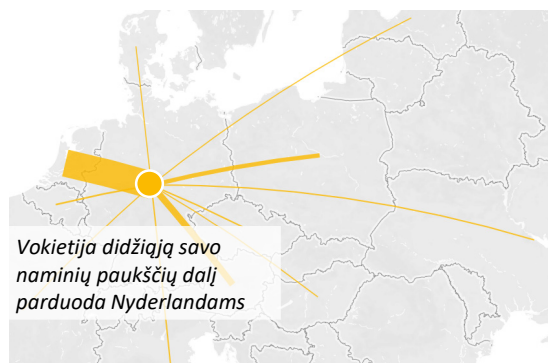 Vokietija didžiąją savo
naminių paukščių dalį
parduoda Nyderlandams